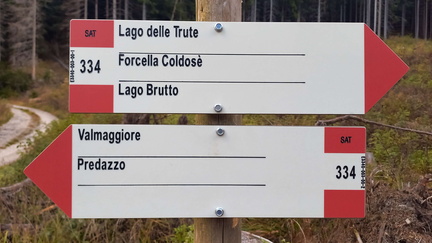 SAT
334
Lago delle Trute
Forcella Coldosè
Lago Brutto
Valmaggiore
Predazzo
SAT
334